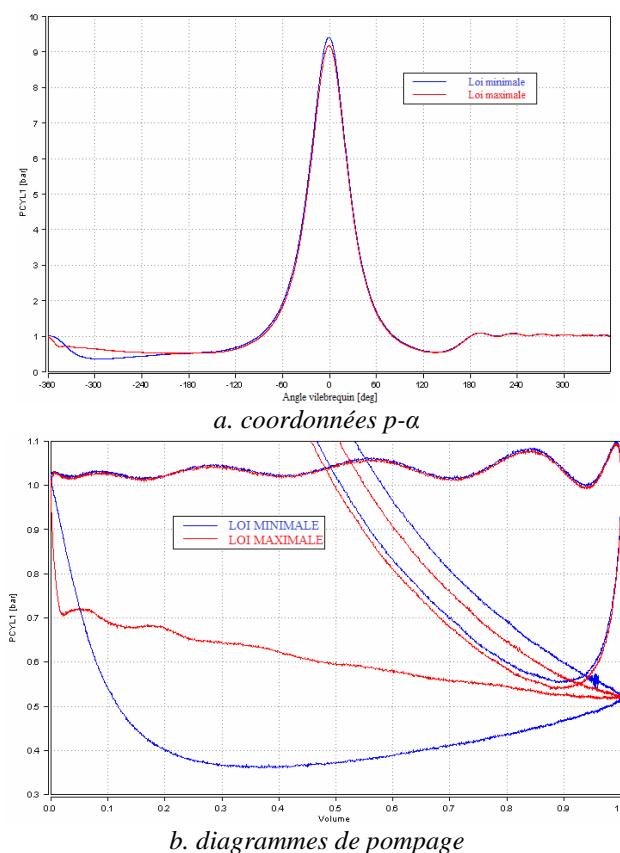 10
9
8
7
6
5
4
3
2
1
0
PCYL1 [bar]
Loi minimale
Loi maximale
-360 -300 -240 -180 -120 -60 0 60 120 180 240 300
Angle vilebrequin [deg]
a. coordonnées p-α
1.1
1.0
0.9
0.8
0.7
0.6
0.5
0.4
0.3
PCYL1 [bar]
LOI MINIMALE
LOI MAXIMALE
0.0 0.1 0.2 0.3 0.4 0.5 0.6 0.7 0.8 0.9 1
Volume
b. diagrammes de pompage